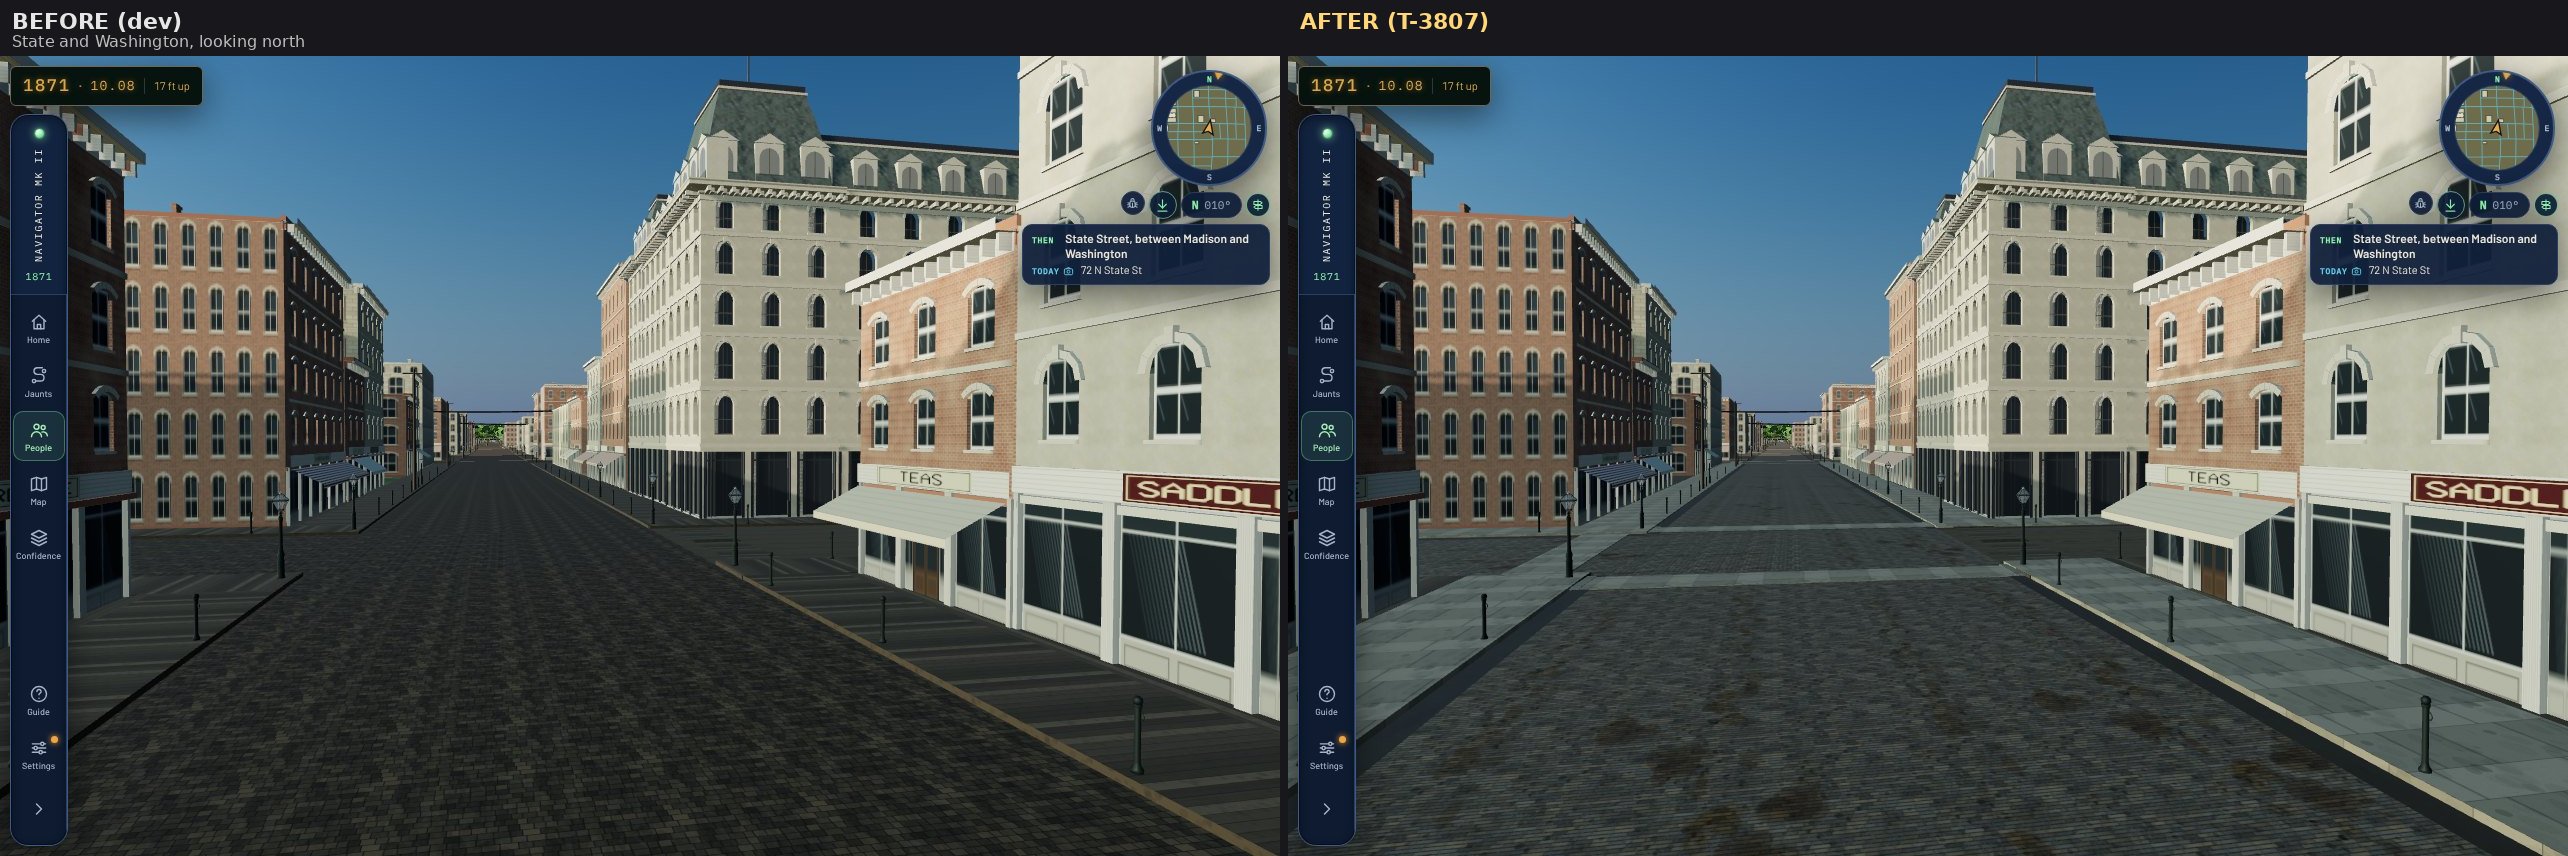 BEFORE (dev)
State and Washington, looking north
1871 · 10.08 | 17 ft up
NAVIGATOR MK II
1871
Home
Jaunts
People
Map
Confidence
Guide
Settings
N
W
E
S
N 010°
THEN State Street, between Madison and
Washington
TODAY 72 N State St
TEAS
SADDL
AFTER (T-3807)
1871 · 10.08 | 17 ft up
NAVIGATOR MK II
1871
Home
Jaunts
People
Map
Confidence
Guide
Settings
N
W
E
S
N 010°
THEN State Street, between Madison and
Washington
TODAY 72 N State St
TEAS
SADDL